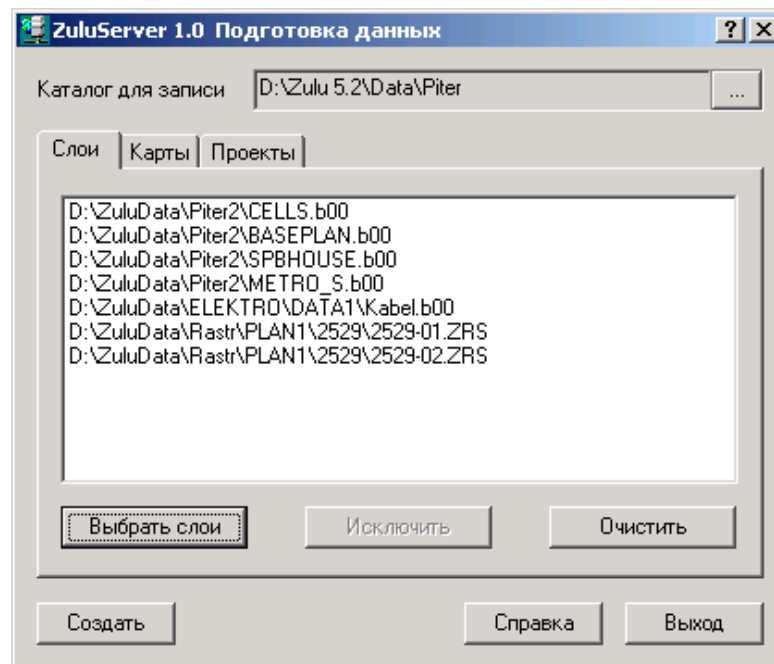 ZuluServer 1.0 Подготовка данных
Каталог для записи D:\Zulu 5.2\Data\Piter ...
Слои Карты Проекты
D:\ZuluData\Piter2\CELLS.b00
D:\ZuluData\Piter2\BASEPLAN.b00
D:\ZuluData\Piter2\SPBHOUSE.b00
D:\ZuluData\Piter2\METRO_S.b00
D:\ZuluData\ELEKTRO\DATA1\Kabel.b00
D:\ZuluData\Rastr\PLAN1\2529\2529-01.ZRS
D:\ZuluData\Rastr\PLAN1\2529\2529-02.ZRS
Выбрать слои Исключить Очистить
Создать Справка Выход